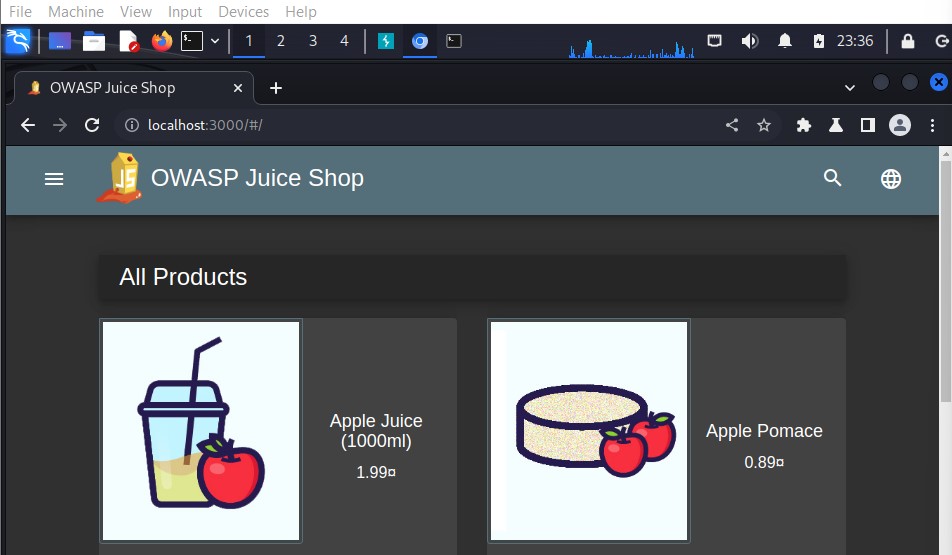 File Machine View Input Devices Help
1 2 3 4 23:36
OWASP Juice Shop
localhost:3000/#/
JS OWASP Juice Shop
All Products
Apple Juice
(1000ml)
1.99¤
Apple Pomace
0.89¤